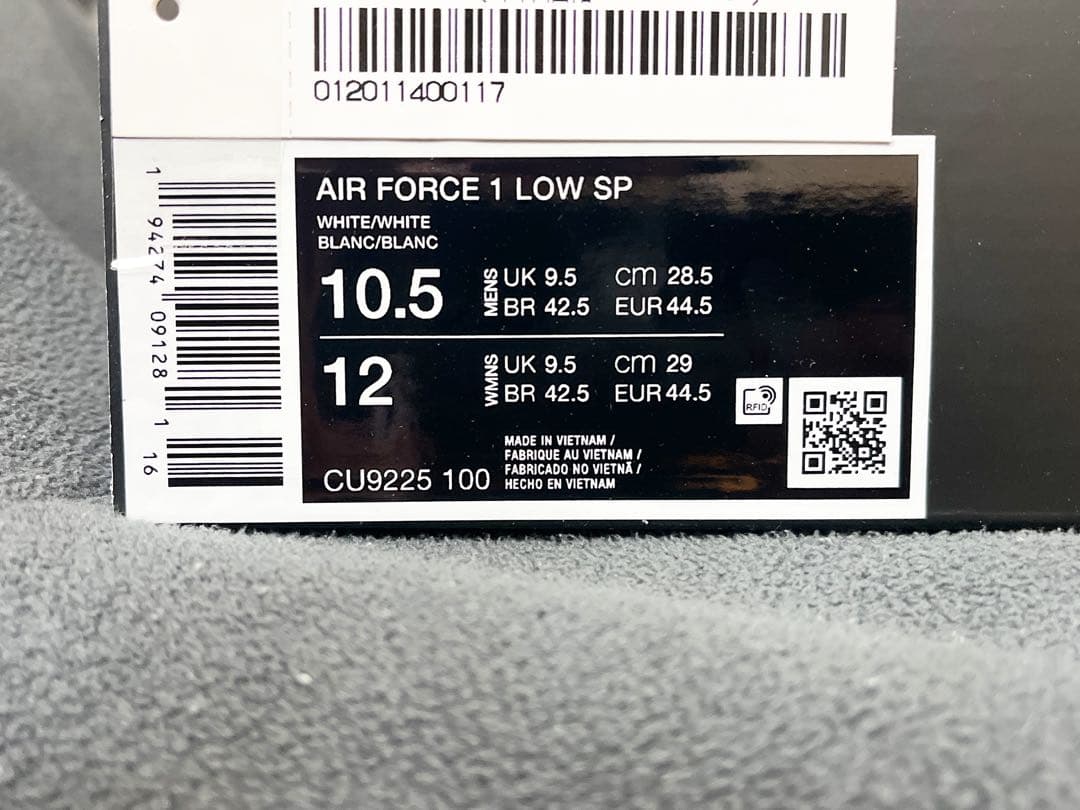 012011400117
AIR FORCE 1 LOW SP
WHITE/WHITE
BLANC/BLANC
10.5
MENS
UK 9.5 cm 28.5
BR 42.5 EUR 44.5
12
WMNS
UK 9.5 cm 29
BR 42.5 EUR 44.5
RFID
CU9225 100
MADE IN VIETNAM /
FABRIQUE AU VIETNAM /
FABRICADO NO VIETNÃ /
HECHO EN VIETNAM
1 94274 09128 1 16